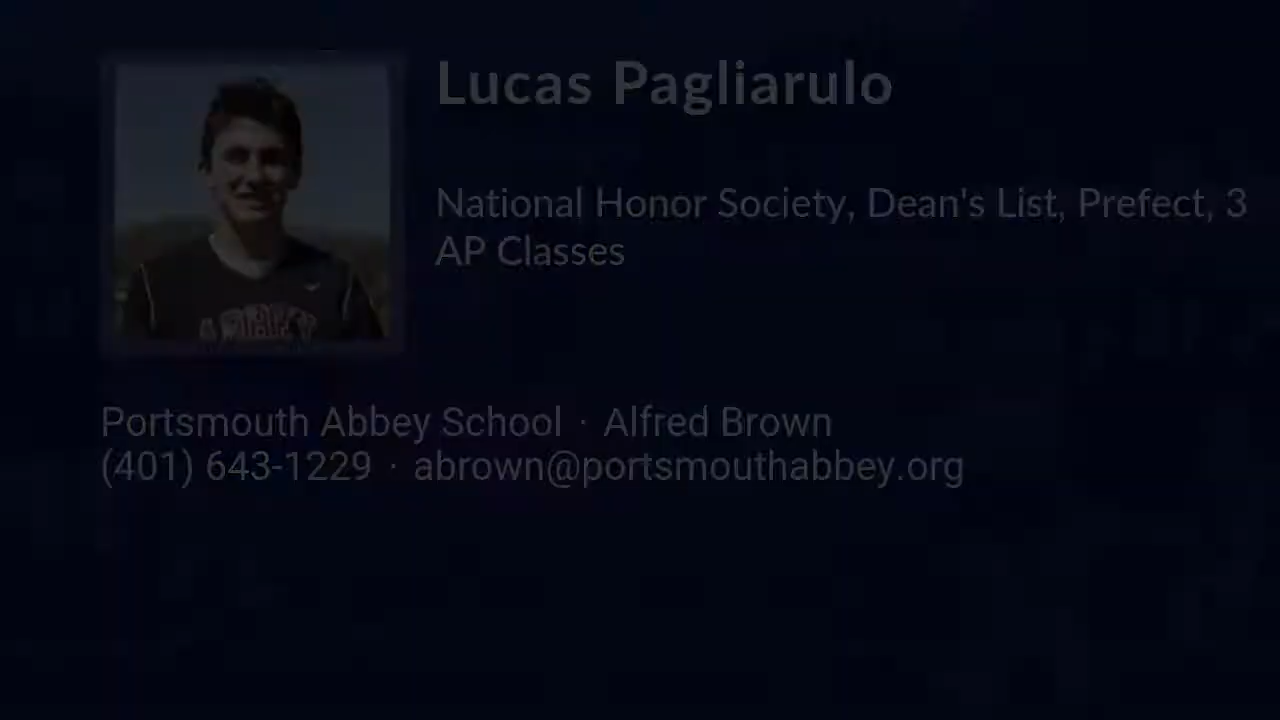 Lucas Pagliarulo
National Honor Society, Dean's List, Prefect, 3
AP Classes
ABBEY
Portsmouth Abbey School · Alfred Brown
(401) 643-1229 · abrown@portsmouthabbey.org